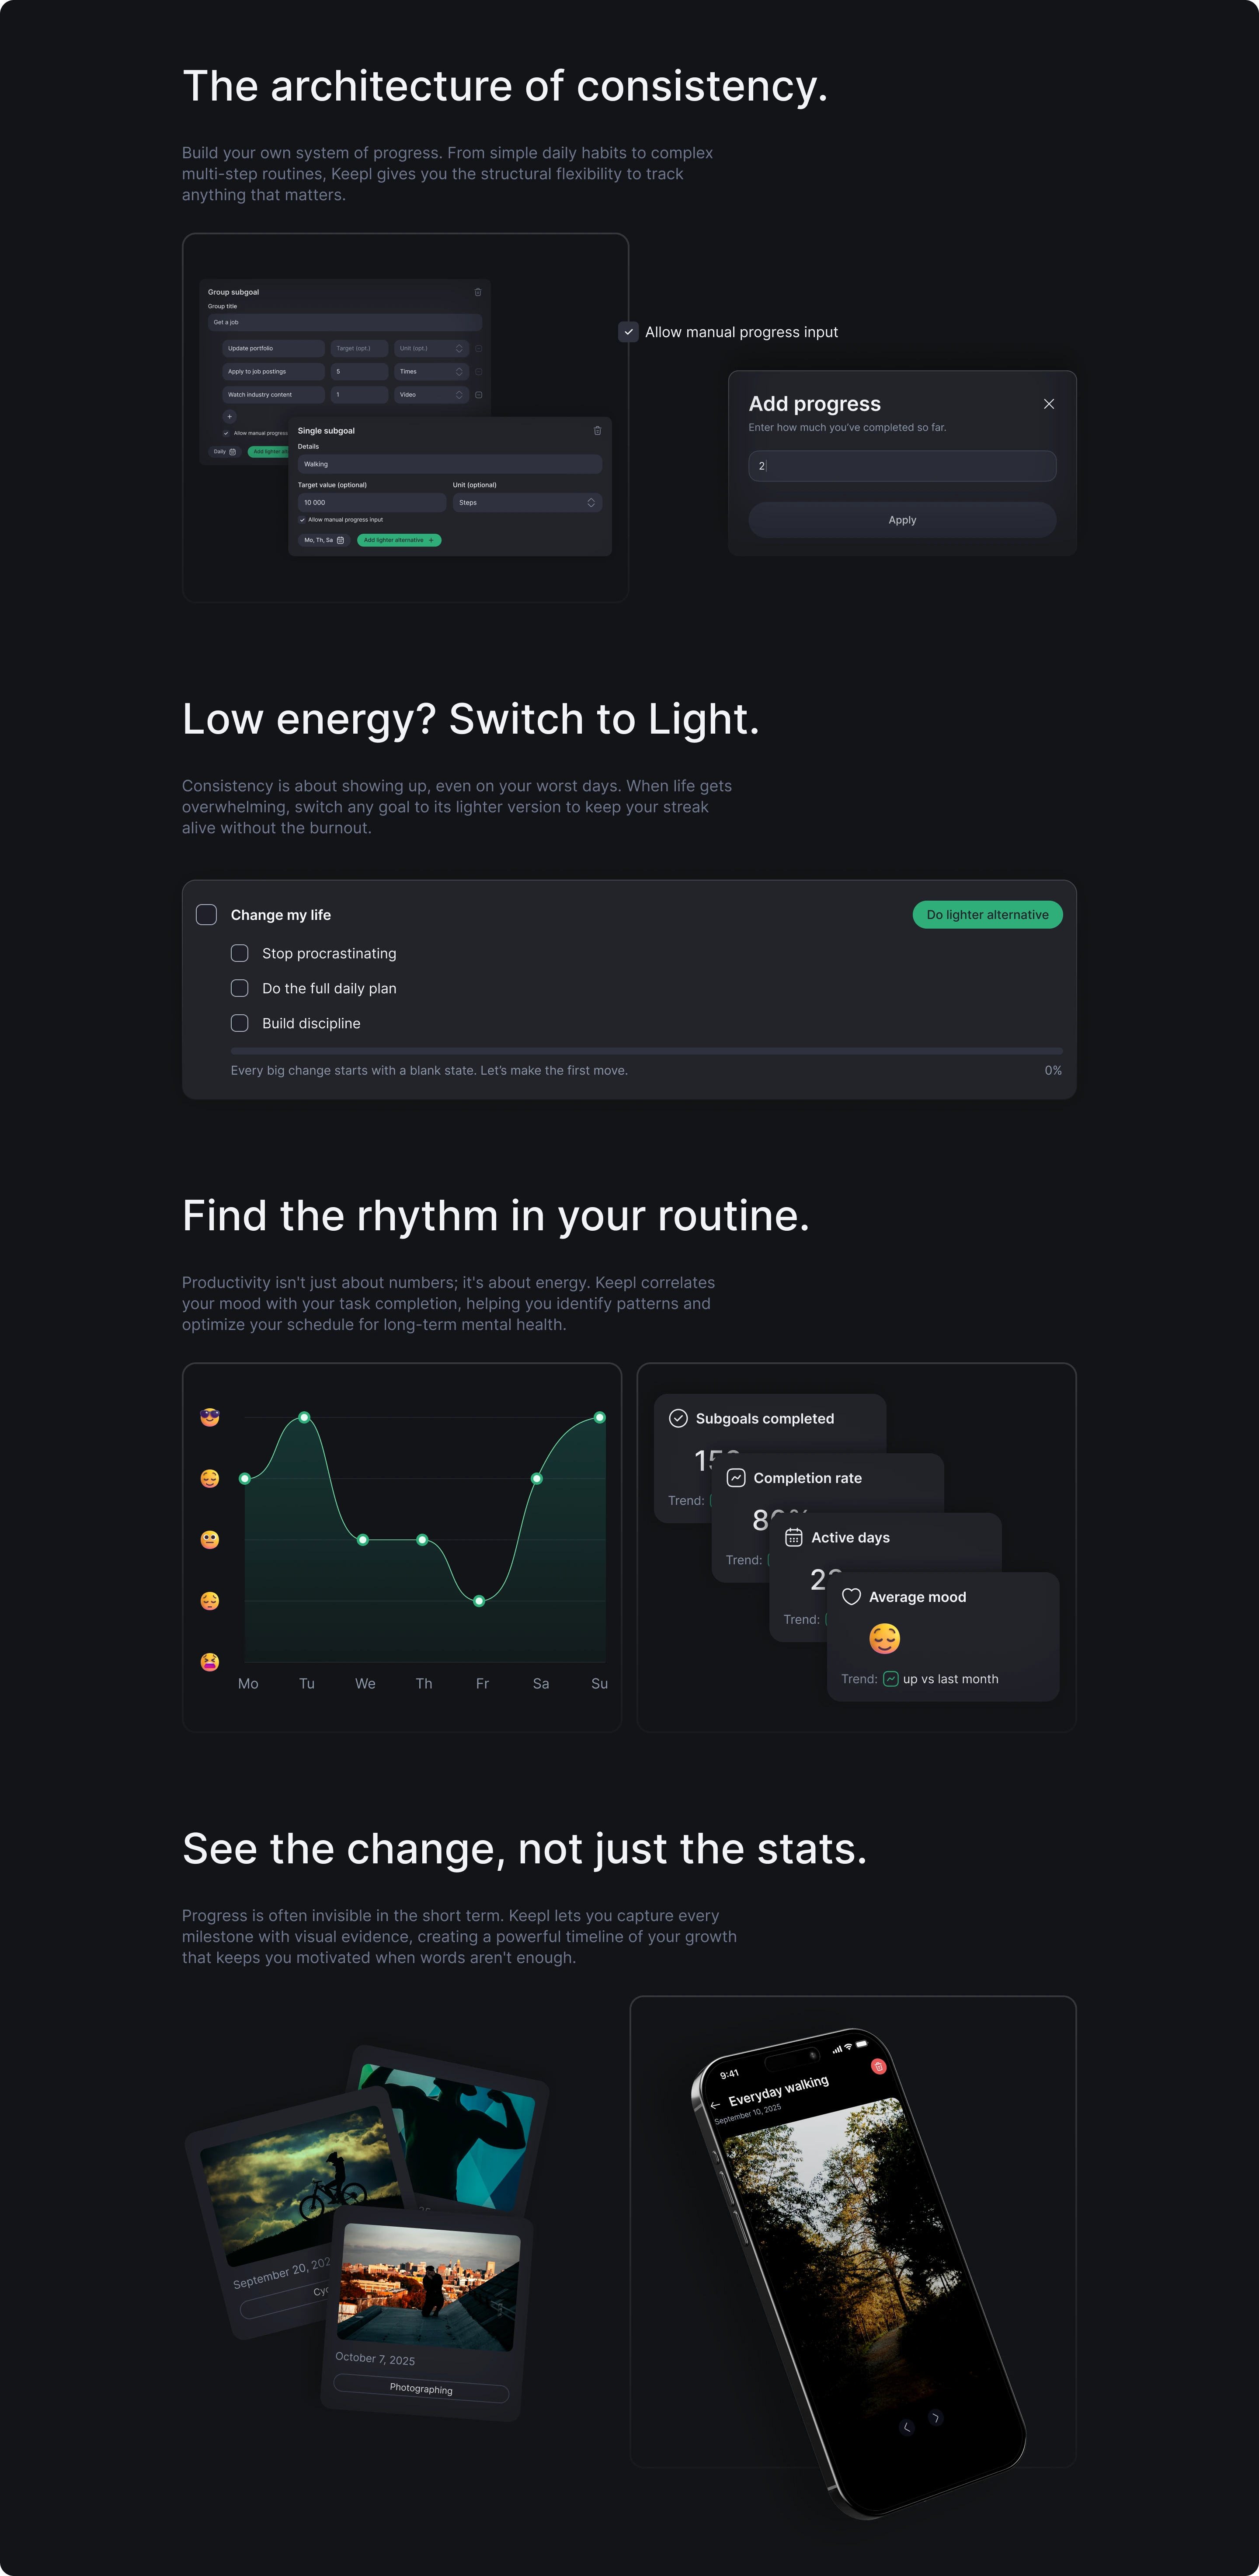 The architecture of consistency.
Build your own system of progress. From simple daily habits to complex
multi-step routines, Keepl gives you the structural flexibility to track
anything that matters.
Group subgoal
Group title
Get a job
Update portfolio
Target (opt.)
Unit (opt.)
Apply to job postings
5
Times
Watch industry content
1
Video
Allow manual progress
Daily
Add lighter
Single subgoal
Details
Walking
Target value (optional)
Unit (optional)
10 000
Steps
Allow manual progress input
Mo, Th, Sa
Add lighter alternative +
Allow manual progress input
Add progress
Enter how much you've completed so far.
2
Apply
Low energy? Switch to Light.
Consistency is about showing up, even on your worst days. When life gets
overwhelming, switch any goal to its lighter version to keep your streak
alive without the burnout.
Change my life
Do lighter alternative
Stop procrastinating
Do the full daily plan
Build discipline
Every big change starts with a blank state. Let’s make the first move.
0%
Find the rhythm in your routine.
Productivity isn't just about numbers; it's about energy. Keepl correlates
your mood with your task completion, helping you identify patterns and
optimize your schedule for long-term mental health.
Mo Tu We Th Fr Sa Su
Subgoals completed
Trend:
Completion rate
Trend:
Active days
Trend:
Average mood
Trend: up vs last month
See the change, not just the stats.
Progress is often invisible in the short term. Keepl lets you capture every
milestone with visual evidence, creating a powerful timeline of your growth
that keeps you motivated when words aren't enough.
September 20, 202
Cyc
October 7, 2025
Photographing
9:41
Everyday walking
September 10, 2025